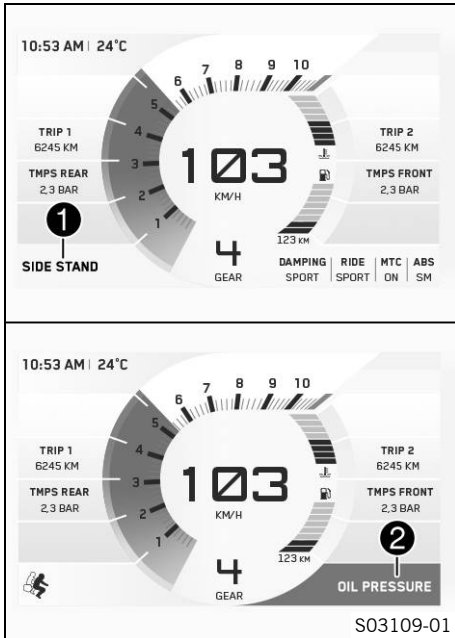 10:53 AM | 24°C
6 7 8 9 10
5
4
3
2
1
TRIP 1
6245 KM
TMPS REAR
2,3 BAR
1
SIDE STAND
103
KM/H
4
GEAR
TRIP 2
6245 KM
TMPS FRONT
2,3 BAR
123 KM
DAMPING | RIDE | MTC | ABS
SPORT | SPORT | ON | SM
10:53 AM | 24°C
6 7 8 9 10
5
4
3
2
1
TRIP 1
6245 KM
TMPS REAR
2,3 BAR
103
KM/H
4
GEAR
TRIP 2
6245 KM
TMPS FRONT
2,3 BAR
2
123 KM
OIL PRESSURE
S03109-01